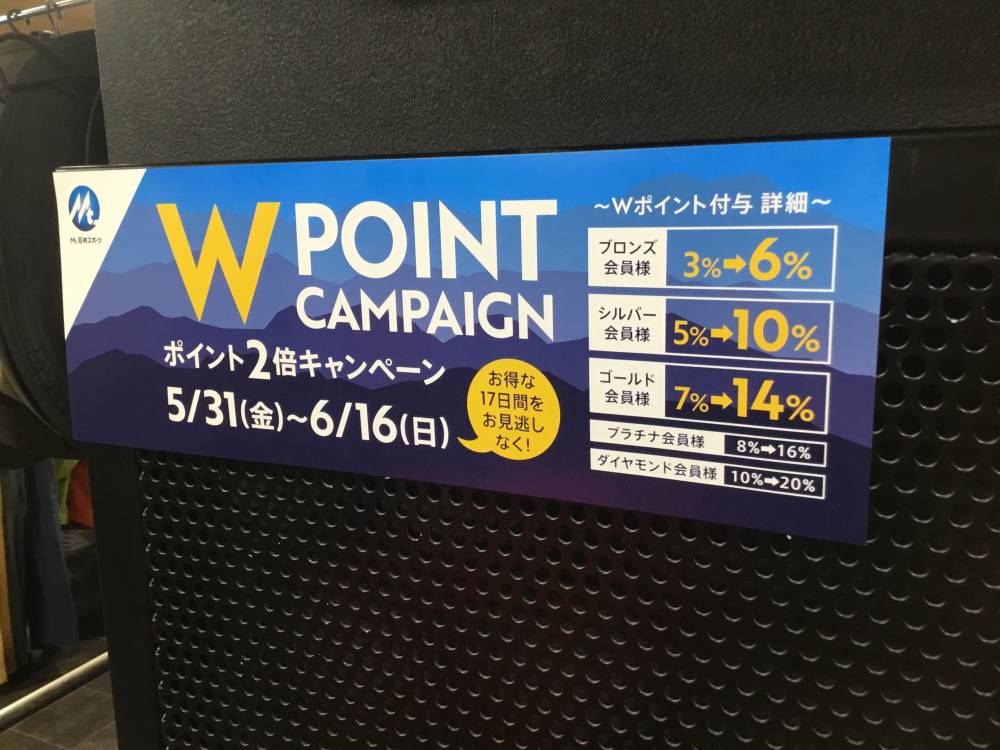 Mt.石井スポーツ
W POINT
CAMPAIGN
ポイント2倍キャンペーン
5/31(金)~6/16(日)
お得な
17日間を
お見逃し
なく!
~Wポイント付与 詳細~
ブロンズ
会員様
3%➡6%
シルバー
会員様
5%➡10%
ゴールド
会員様
7%➡14%
プラチナ会員様 8%➡16%
ダイヤモンド会員様 10%➡20%